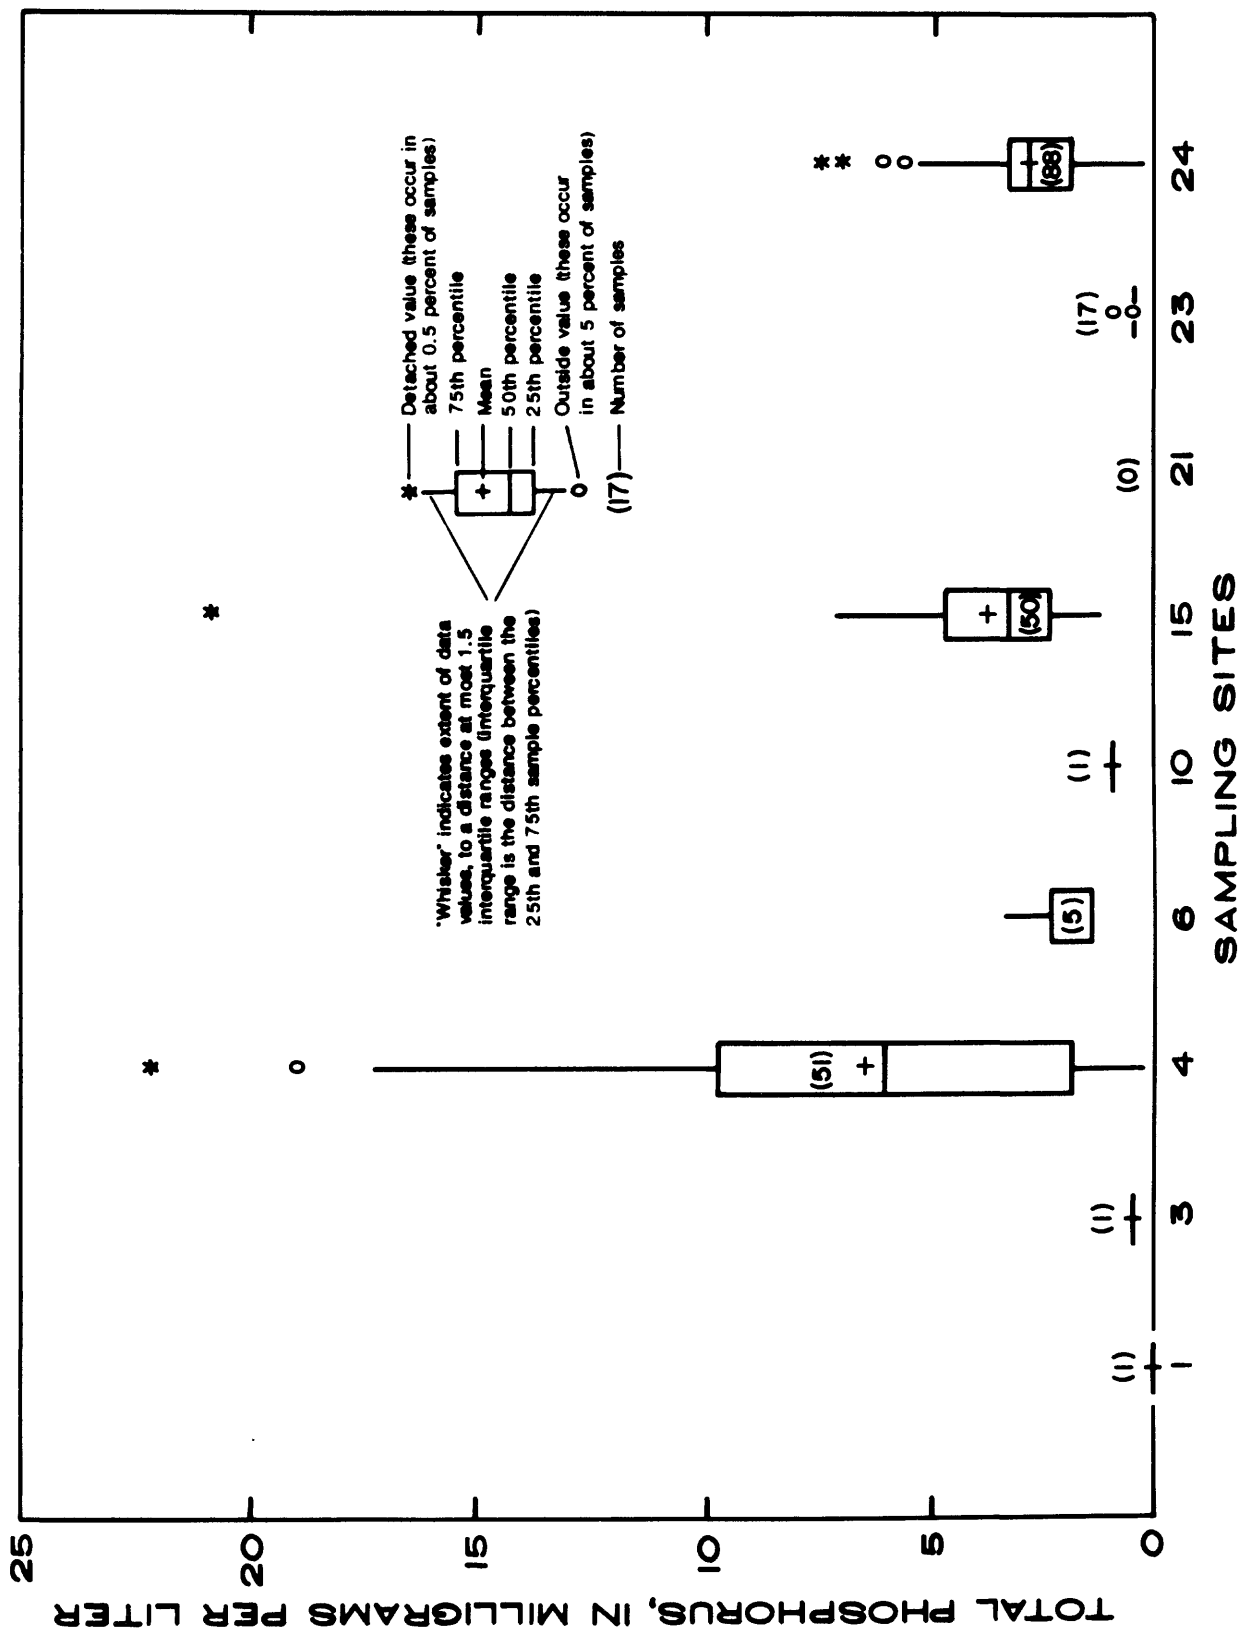 TOTAL PHOSPHORUS, IN MILLIGRAMS PER LITER
25
20
15
10
5
0
*Detached value (these occur in
about 0.5 percent of samples)
75th percentile
Mean
50th percentile
25th percentile
Outside value (these occur
in about 5 percent of samples)
(17)
Number of samples
"Whisker" indicates extent of data
values, to a distance at most 1.5
interquartile ranges (interquartile
range is the distance between the
25th and 75th sample percentiles)
(1)
(1)
(51)
(5)
(1)
(50)
(0)
(17)
(88)
1
3
4
6
10
15
21
23
24
SAMPLING SITES